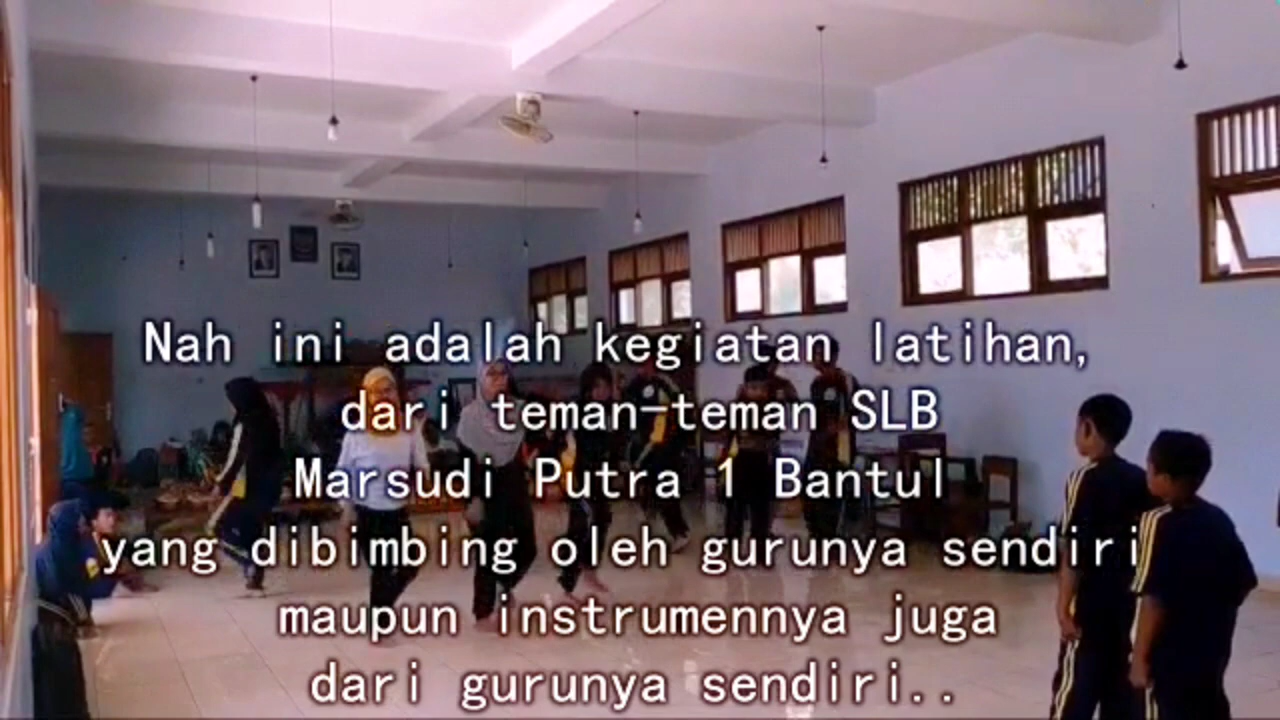 Nah ini adalah kegiatan latihan,
dari teman-teman SLB
Marsudi Putra 1 Bantul
yang dibimbing oleh gurunya sendiri
maupun instrumennya juga
dari gurunya sendiri..